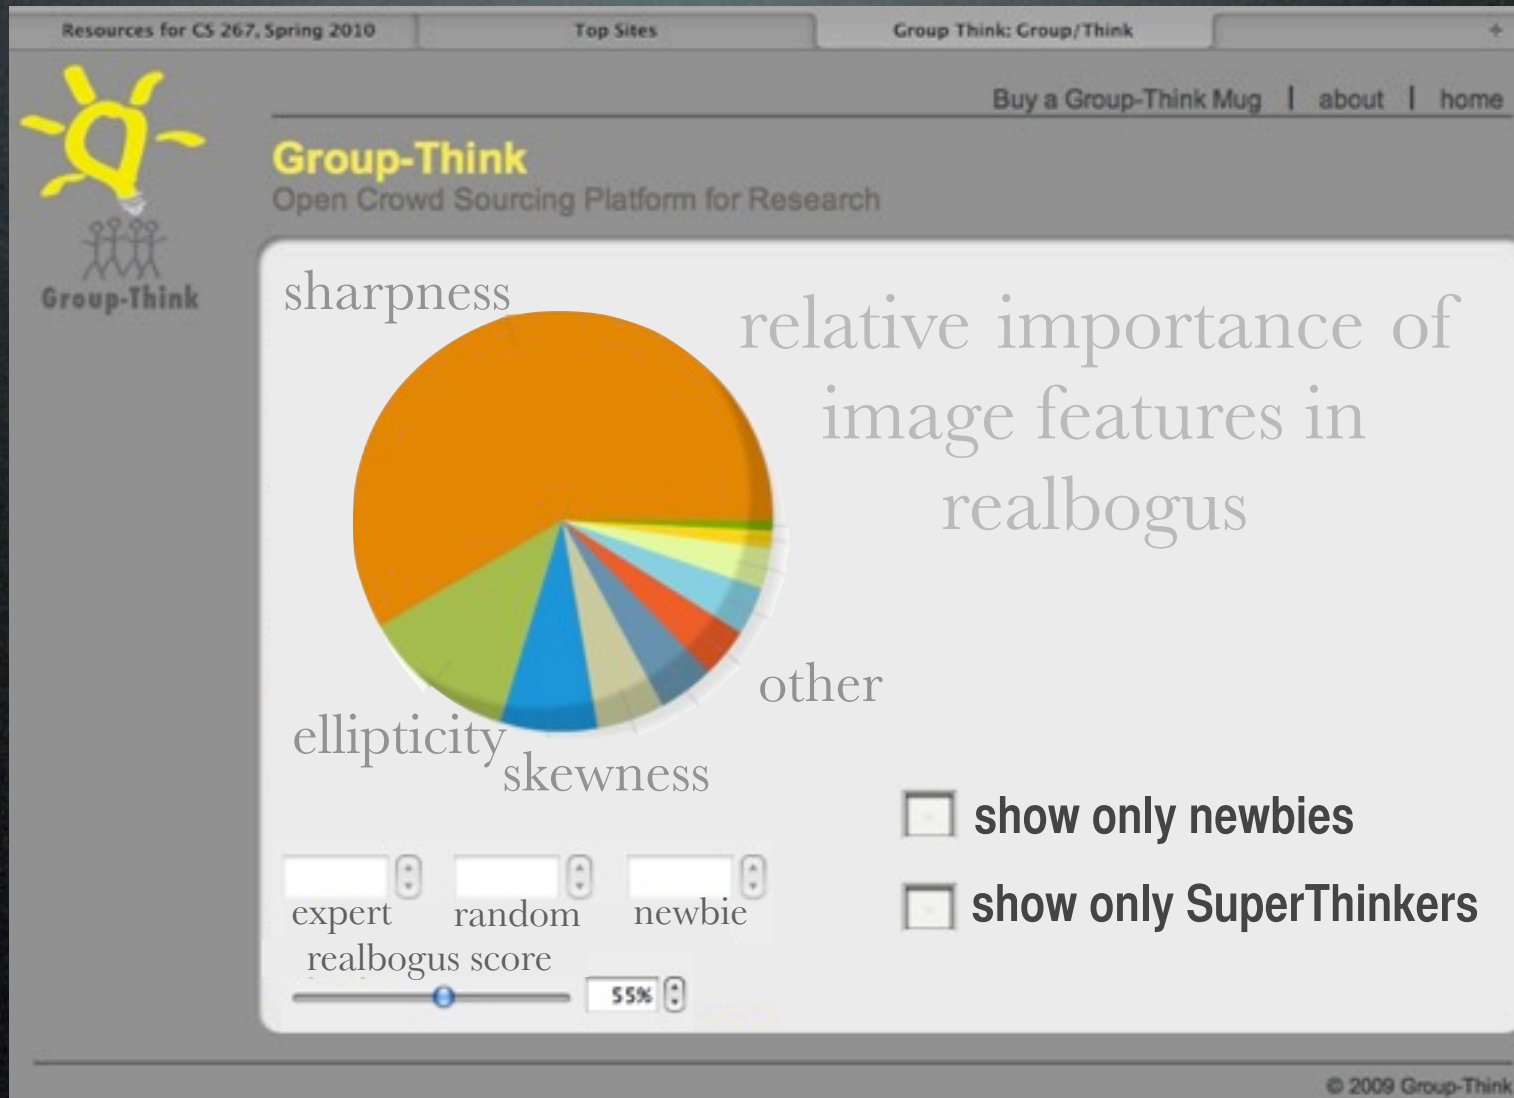 Resources for CS 267, Spring 2010
Top Sites
Group Think: Group/Think
+
Buy a Group-Think Mug | about | home
Group-Think
Open Crowd Sourcing Platform for Research
Group-Think
sharpness
relative importance of
image features in
realbogus
other
ellipticity
skewness
show only newbies
show only SuperThinkers
expert
random
newbie
realbogus score
55%
© 2009 Group-Think